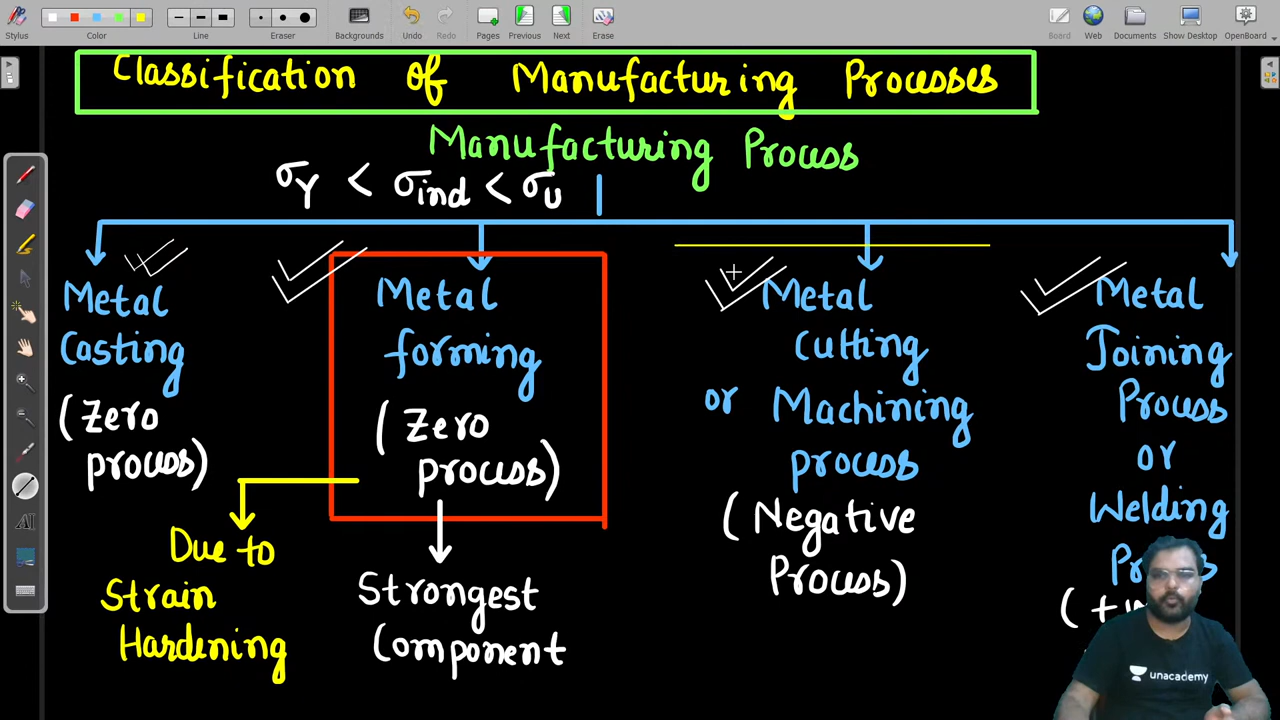 Stylus
Color
Line
Eraser
Backgrounds
Undo
Redo
Pages
Previous
Next
Erase
Board
Web
Documents
Show Desktop
OpenBoard
Classification of Manufacturing Processes
Manufacturing Process
σY < σind < σu
Metal
Casting
(Zero
process)
Metal
forming
(Zero
process)
Metal
Cutting
or Machining
process
(Negative
Process)
Metal
Joining
Process
or
Welding
Due to
Strain
Hardening
Strongest
Component
unacademy